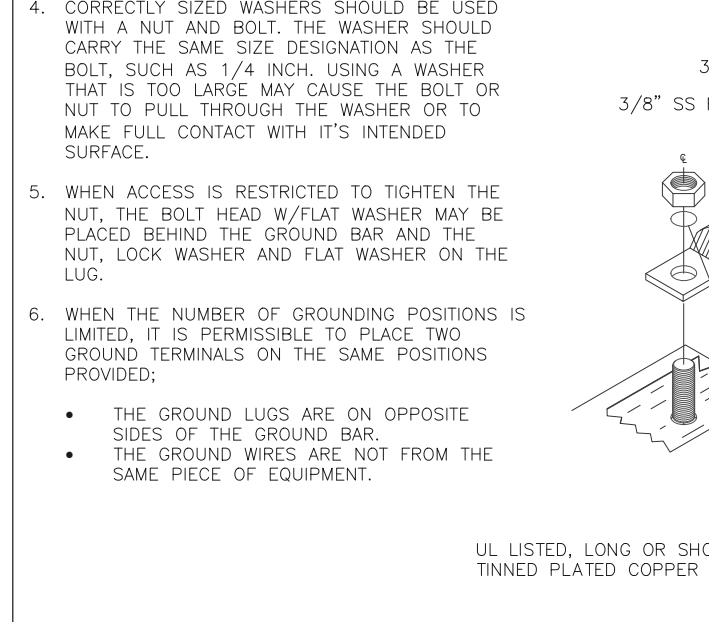 4. CORRECTLY SIZED WASHERS SHOULD BE USED
WITH A NUT AND BOLT. THE WASHER SHOULD
CARRY THE SAME SIZE DESIGNATION AS THE
BOLT, SUCH AS 1/4 INCH. USING A WASHER
THAT IS TOO LARGE MAY CAUSE THE BOLT OR
NUT TO PULL THROUGH THE WASHER OR TO
MAKE FULL CONTACT WITH IT'S INTENDED
SURFACE.
5. WHEN ACCESS IS RESTRICTED TO TIGHTEN THE
NUT, THE BOLT HEAD W/FLAT WASHER MAY BE
PLACED BEHIND THE GROUND BAR AND THE
NUT, LOCK WASHER AND FLAT WASHER ON THE
LUG.
6. WHEN THE NUMBER OF GROUNDING POSITIONS IS
LIMITED, IT IS PERMISSIBLE TO PLACE TWO
GROUND TERMINALS ON THE SAME POSITIONS
PROVIDED;
• THE GROUND LUGS ARE ON OPPOSITE
SIDES OF THE GROUND BAR.
• THE GROUND WIRES ARE NOT FROM THE
SAME PIECE OF EQUIPMENT.
3
3/8" SS
℄
UL LISTED, LONG OR
TINNED PLATED COPPER